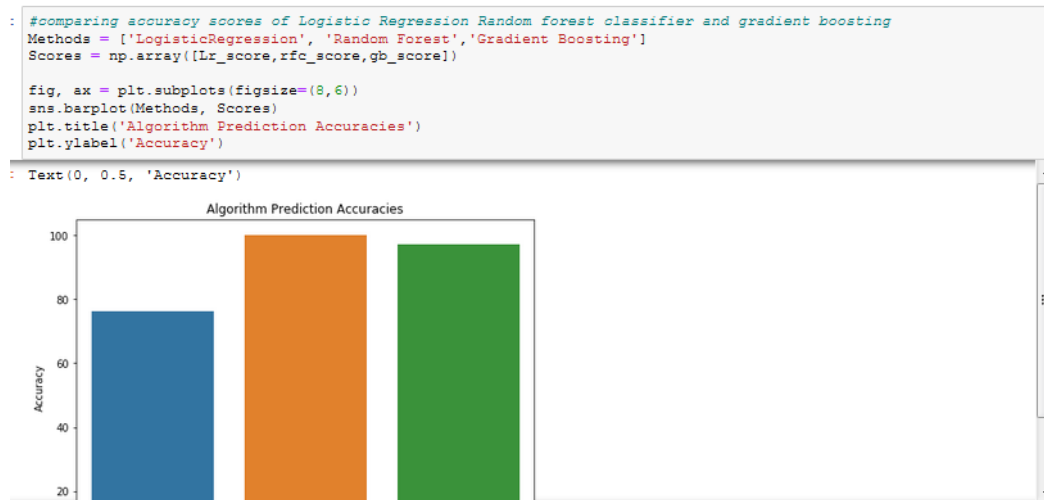 #comparing accuracy scores of Logistic Regression Random forest classifier and gradient boosting
Methods = ['LogisticRegression', 'Random Forest','Gradient Boosting']
Scores = np.array([Lr_score,rfc_score,gb_score])
fig, ax = plt.subplots(figsize=(8,6))
sns.barplot(Methods, Scores)
plt.title('Algorithm Prediction Accuracies')
plt.ylabel('Accuracy')
Text(0, 0.5, 'Accuracy')
Algorithm Prediction Accuracies
100
80
60
Accuracy
40
20